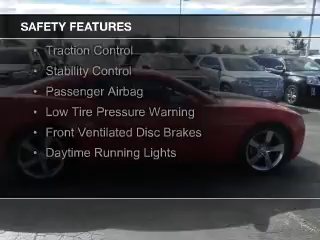 SAFETY FEATURES
• Traction Control
• Stability Control
• Passenger Airbag
• Low Tire Pressure Warning
• Front Ventilated Disc Brakes
• Daytime Running Lights